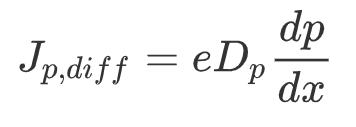 J_{p,diff} = eD_p \frac{dp}{dx}